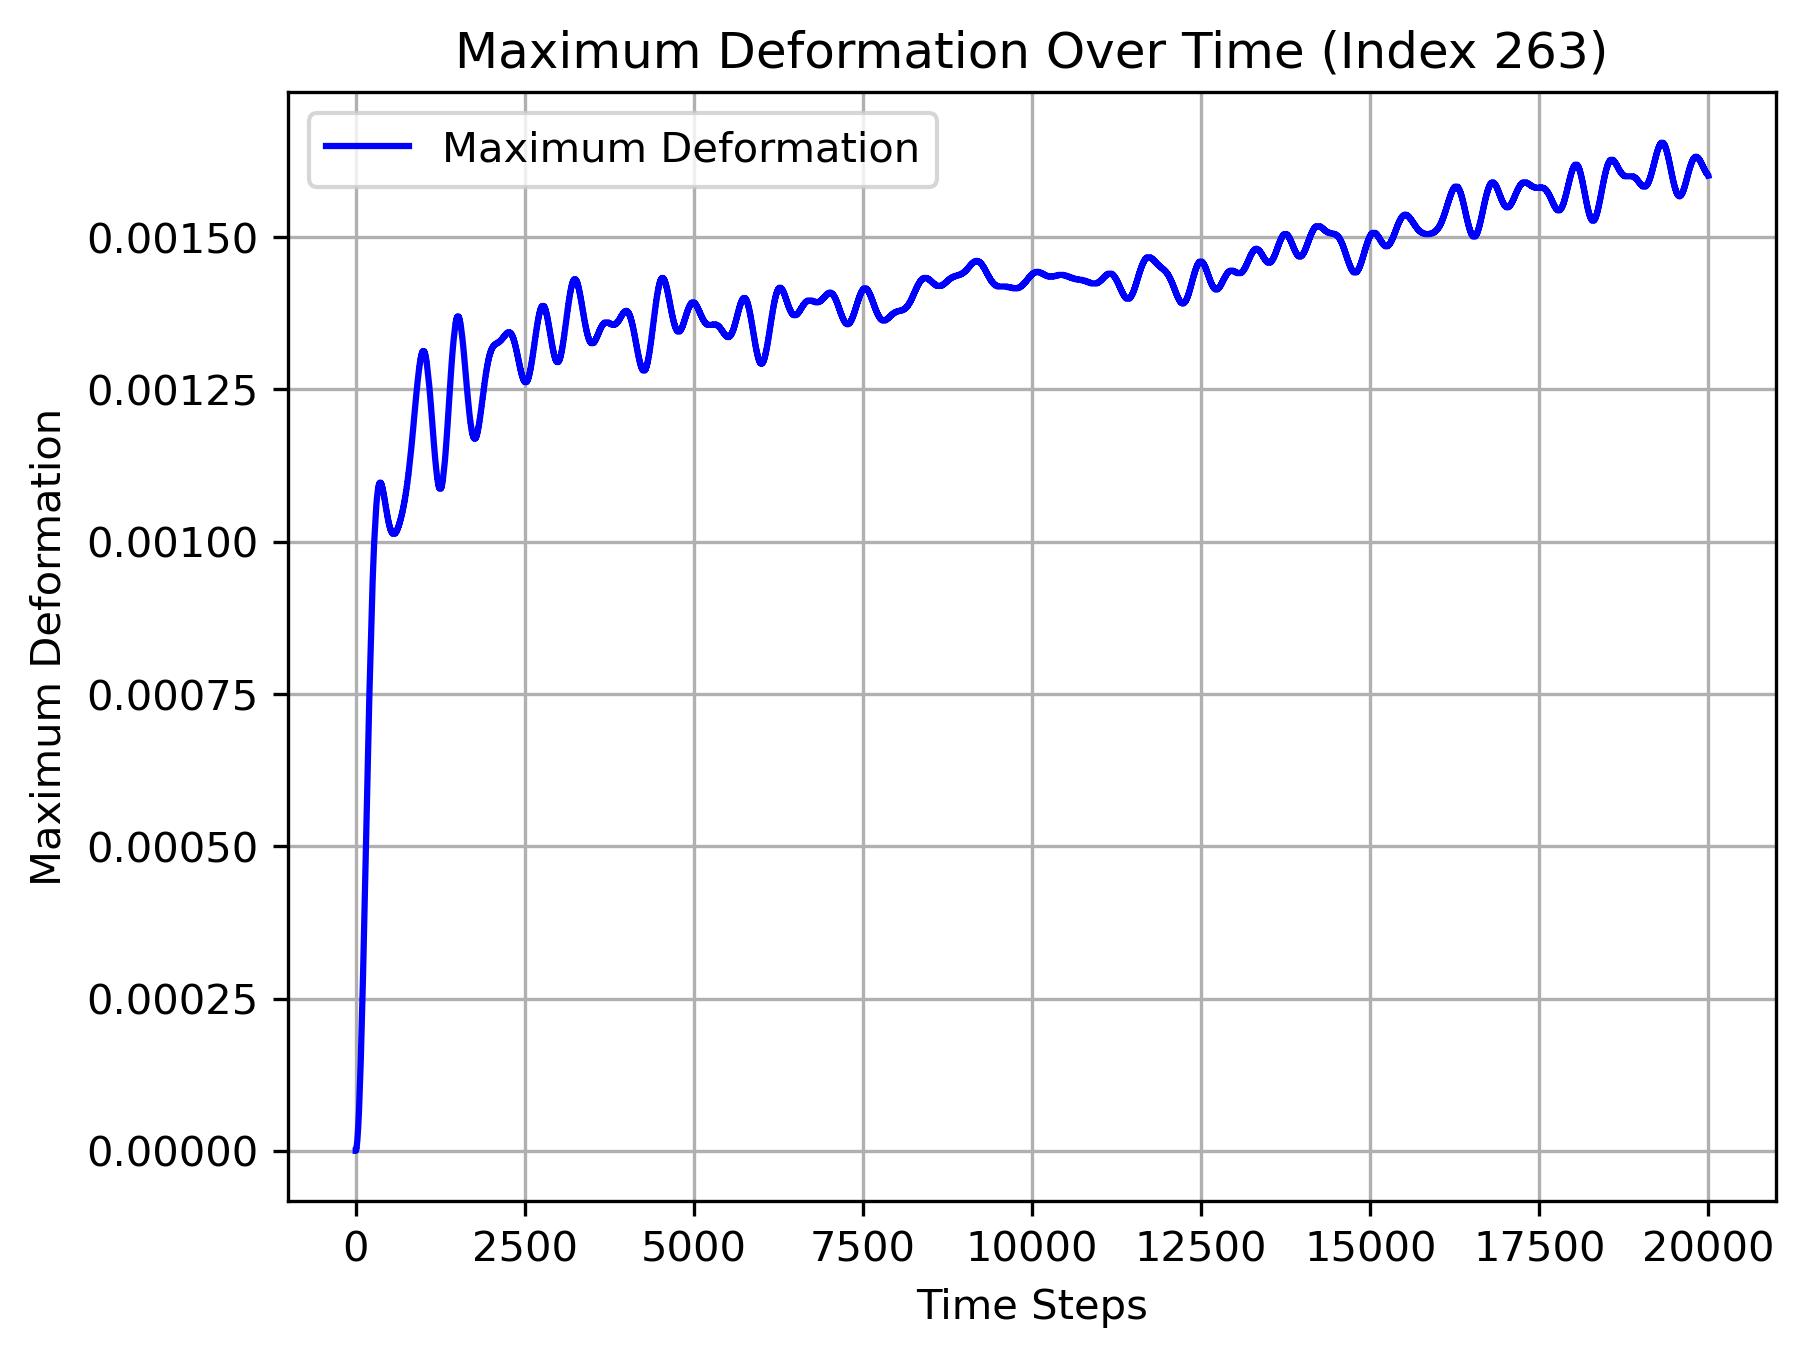 Maximum Deformation Over Time (Index 263)
Maximum Deformation
Maximum Deformation
0.00150
0.00125
0.00100
0.00075
0.00050
0.00025
0.00000
0 2500 5000 7500 10000 12500 15000 17500 20000
Time Steps